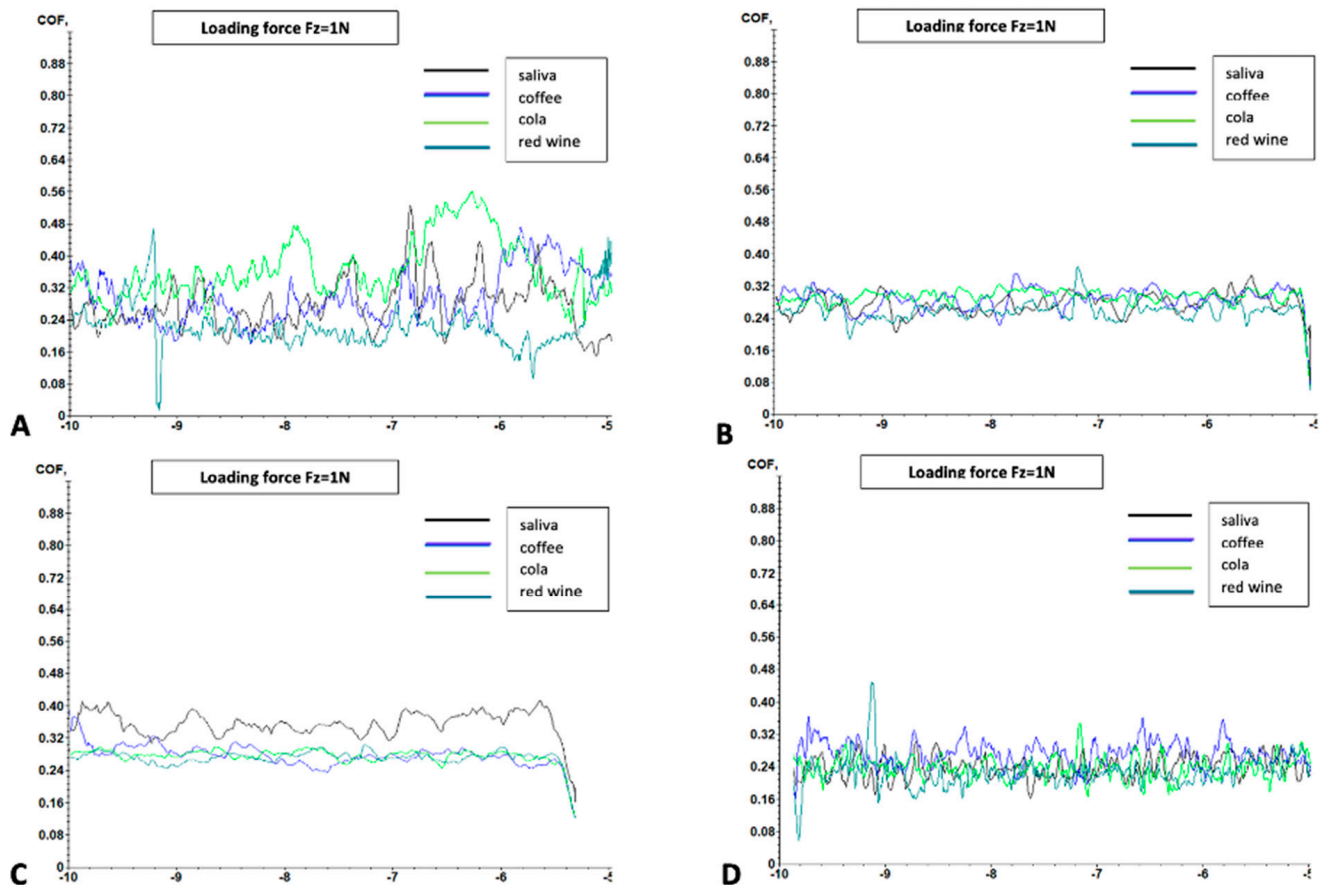 COF,
Loading force Fz=1N
saliva
coffee
cola
red wine
0.88
0.80
0.72
0.64
0.56
0.48
0.40
0.32
0.24
0.16
0.08
0
-10 -9 -8 -7 -6 -5
A
COF,
Loading force Fz=1N
saliva
coffee
cola
red wine
0.88
0.80
0.72
0.64
0.56
0.48
0.40
0.32
0.24
0.16
0.08
0
-10 -9 -8 -7 -6 -5
B
COF,
Loading force Fz=1N
saliva
coffee
cola
red wine
0.88
0.80
0.72
0.64
0.56
0.48
0.40
0.32
0.24
0.16
0.08
0
-10 -9 -8 -7 -6 -5
C
COF,
Loading force Fz=1N
saliva
coffee
cola
red wine
0.88
0.80
0.72
0.64
0.56
0.48
0.40
0.32
0.24
0.16
0.08
0
-10 -9 -8 -7 -6 -5
D